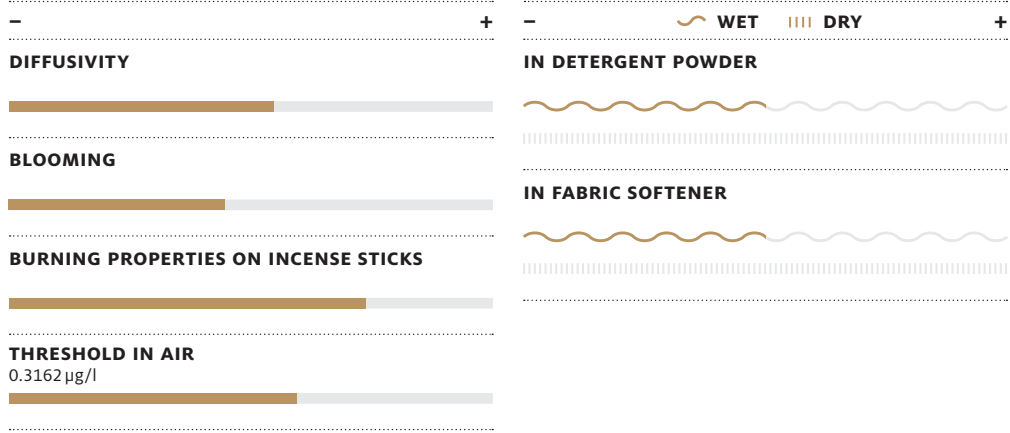 – +
DIFFUSIVITY
BLOOMING
BURNING PROPERTIES ON INCENSE STICKS
THRESHOLD IN AIR
0.3162 µg/l
– WET DRY +
IN DETERGENT POWDER
IN FABRIC SOFTENER